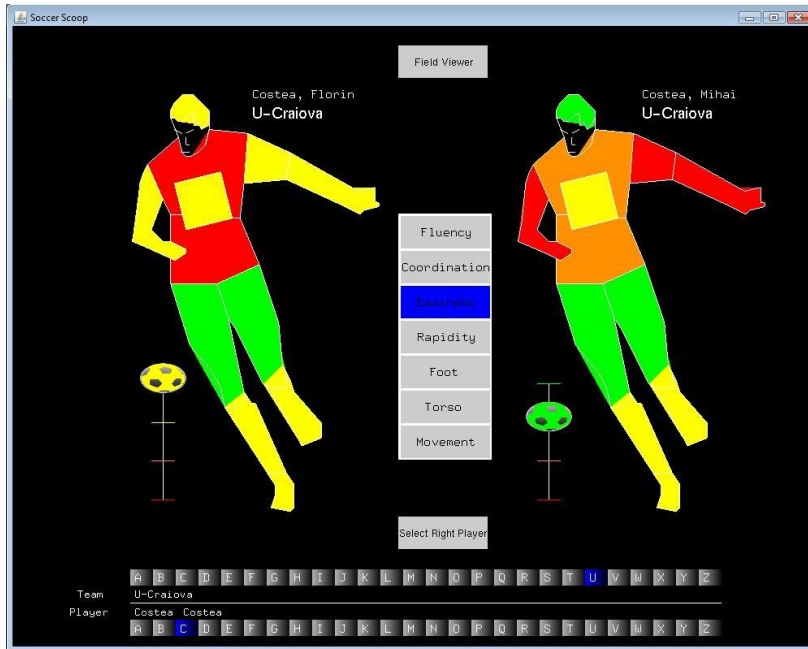 Soccer Scoop
Field Viewer
Costea, Florin
U-Craiova
Costea, Mihai
U-Craiova
Fluency
Coordination
Easiness
Rapidity
Foot
Torso
Movement
Select Right Player
A B C D E F G H I J K L M N O P Q R S T U V W X Y Z
Team U-Craiova
Player Costea Costea
A B C D E F G H I J K L M N O P Q R S T U V W X Y Z